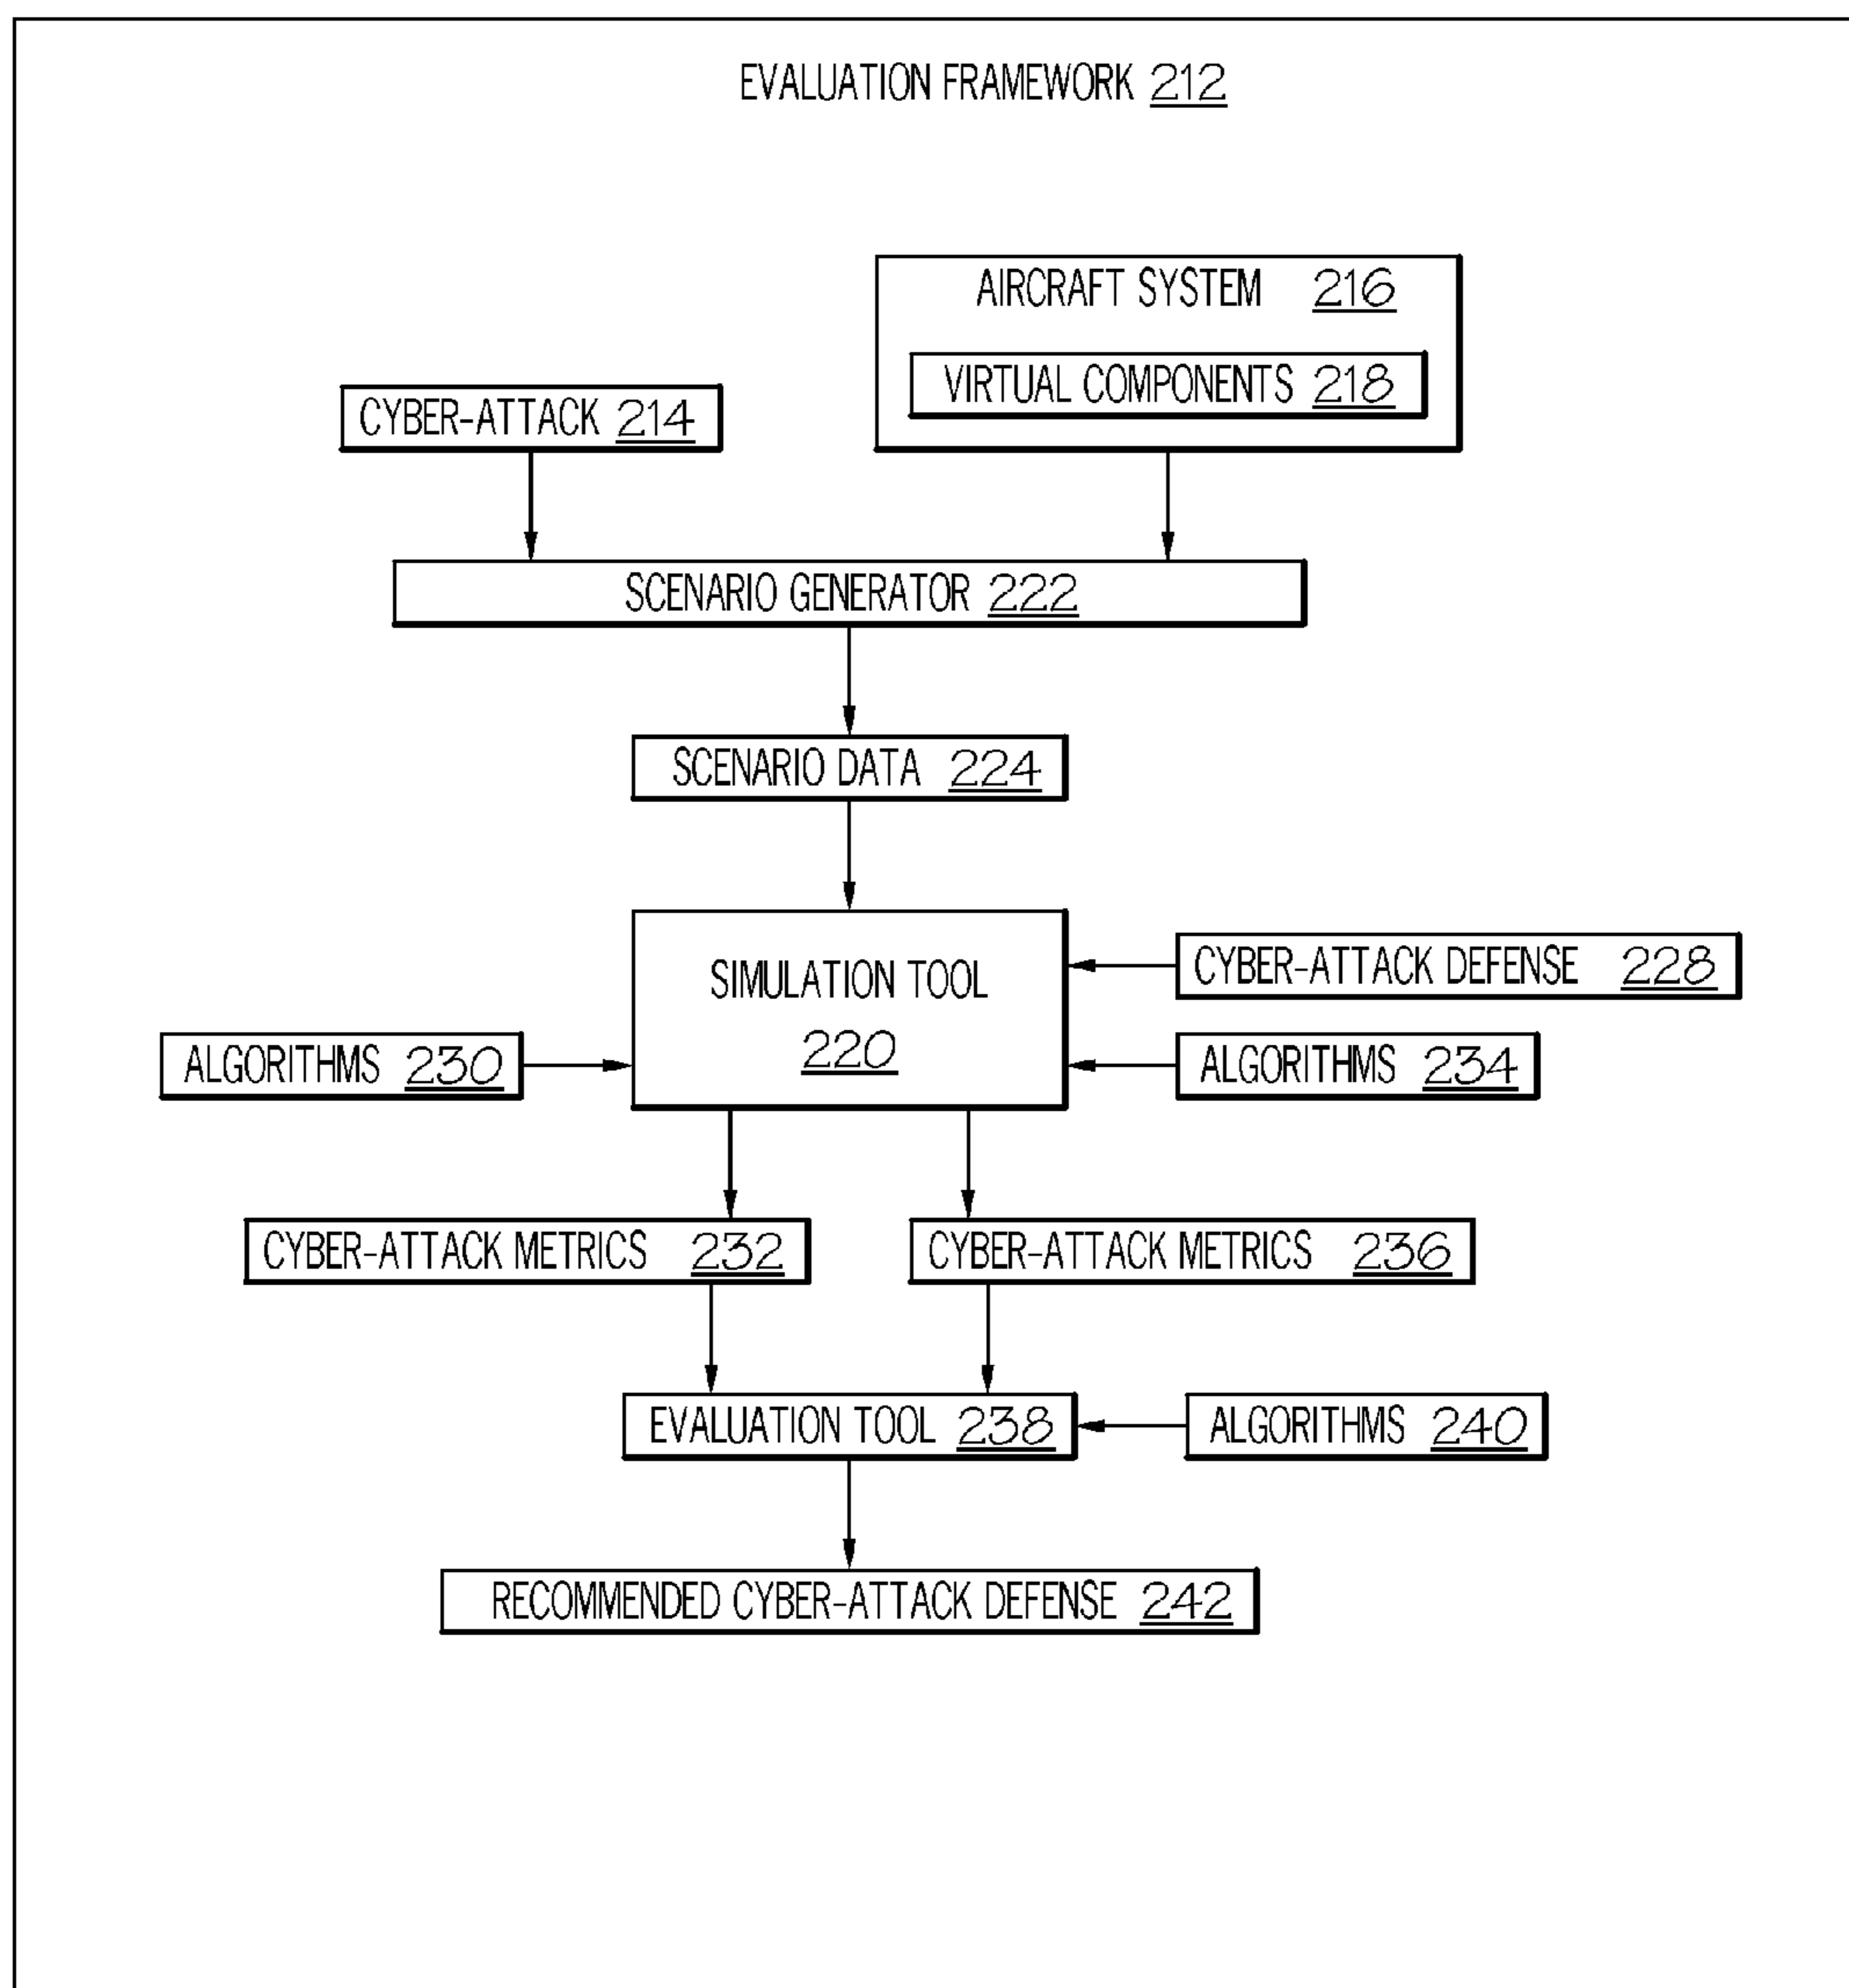 EVALUATION FRAMEWORK 212
AIRCRAFT SYSTEM 216
VIRTUAL COMPONENTS 218
CYBER-ATTACK 214
SCENARIO GENERATOR 222
SCENARIO DATA 224
SIMULATION TOOL
220
CYBER-ATTACK DEFENSE 228
ALGORITHMS 230
ALGORITHMS 234
CYBER-ATTACK METRICS 232
CYBER-ATTACK METRICS 236
EVALUATION TOOL 238
ALGORITHMS 240
RECOMMENDED CYBER-ATTACK DEFENSE 242